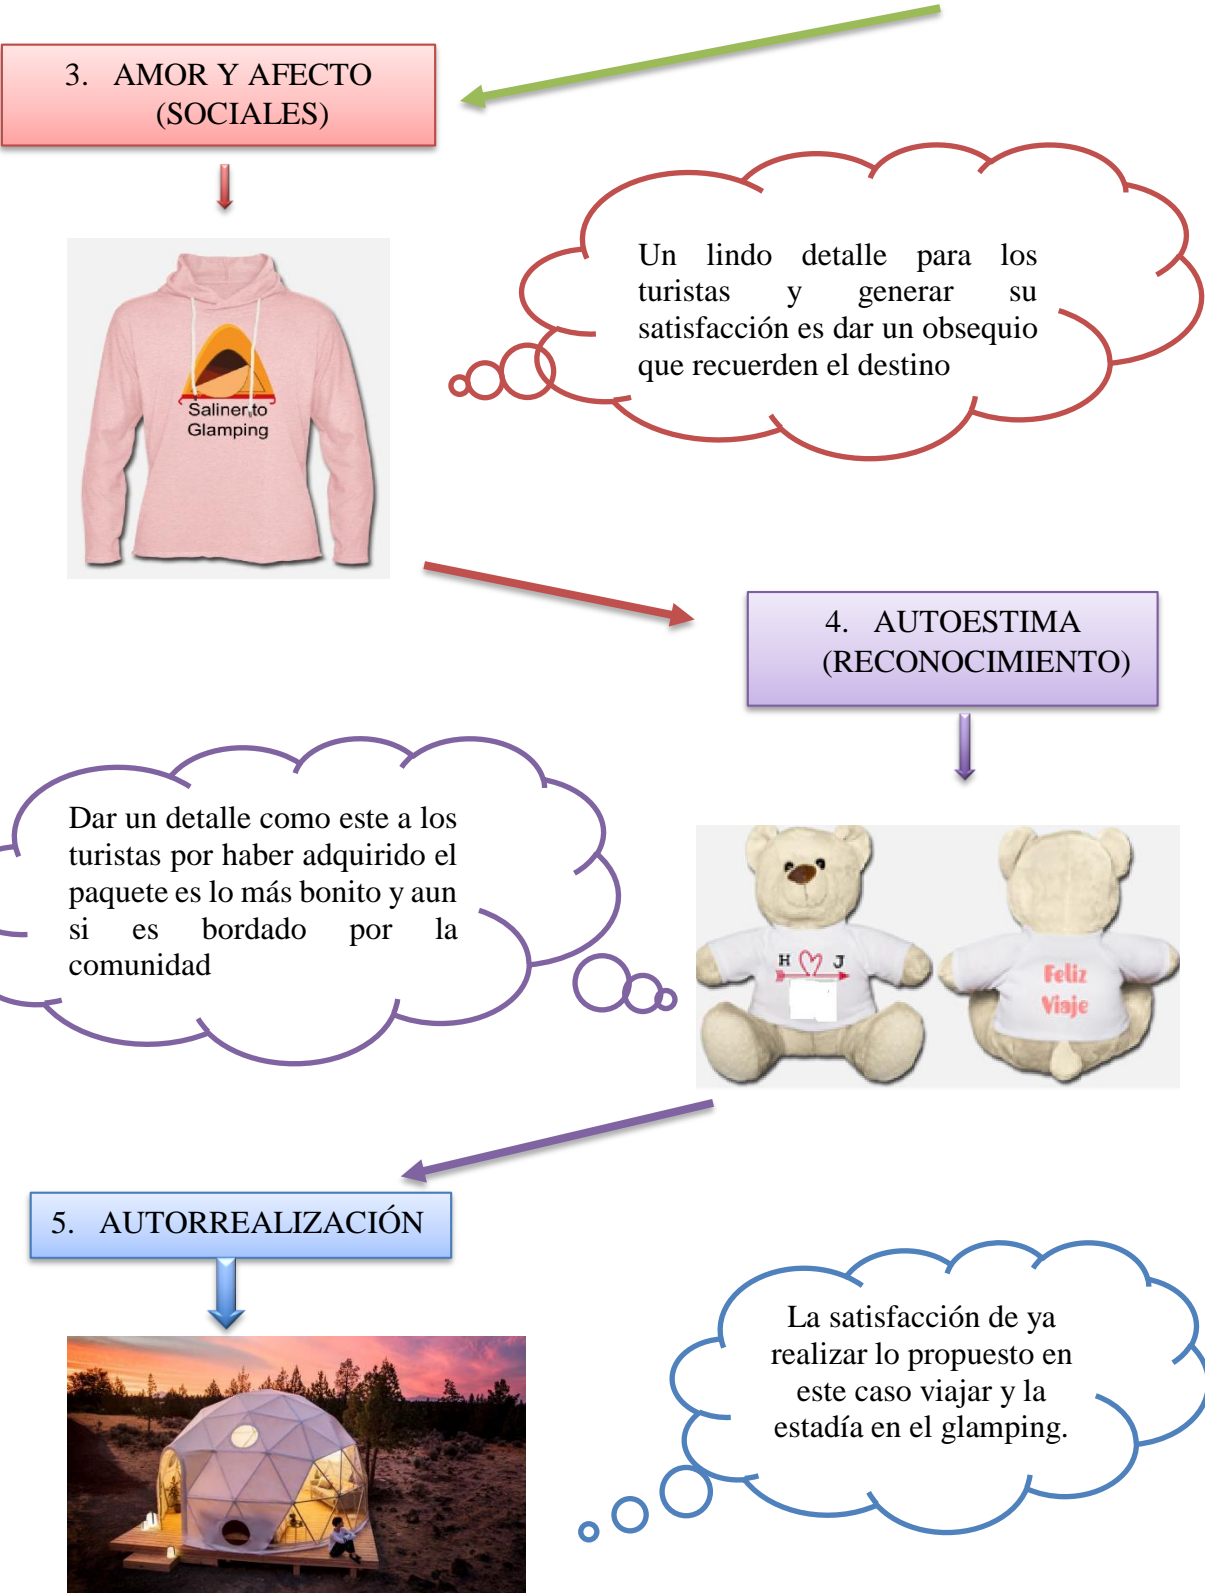 3. AMOR Y AFECTO
(SOCIALES)
Un lindo detalle para los
turistas y generar su
satisfacción es dar un obsequio
que recuerden el destino
Salinerito
Glamping
4. AUTOESTIMA
(RECONOCIMIENTO)
Dar un detalle como este a los
turistas por haber adquirido el
paquete es lo más bonito y aun
si es bordado por la
comunidad
H J
Feliz
Viaje
5. AUTORREALIZACIÓN
La satisfacción de ya
realizar lo propuesto en
este caso viajar y la
estadía en el glamping.